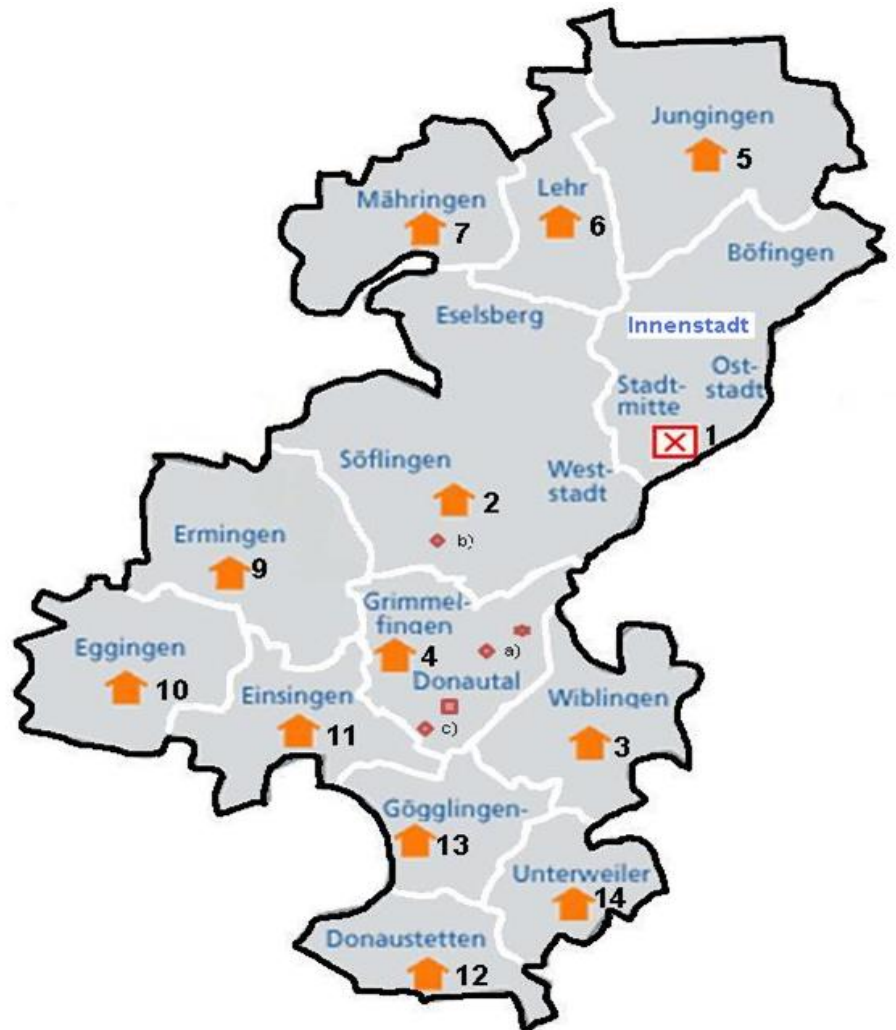 Jungingen
5
Lehr
6
Mähringen
7
Böfingen
Eselsberg
Innenstadt
Ost-
stadt
Stadt-
mitte
1
Söflingen
2
West-
stadt
b)
Ermingen
9
Grimmel-
fingen
4
a)
Donautal
c)
Eggingen
10
Einsingen
11
Wiblingen
3
Gögglingen-
13
Unterweiler
14
Donaustetten
12